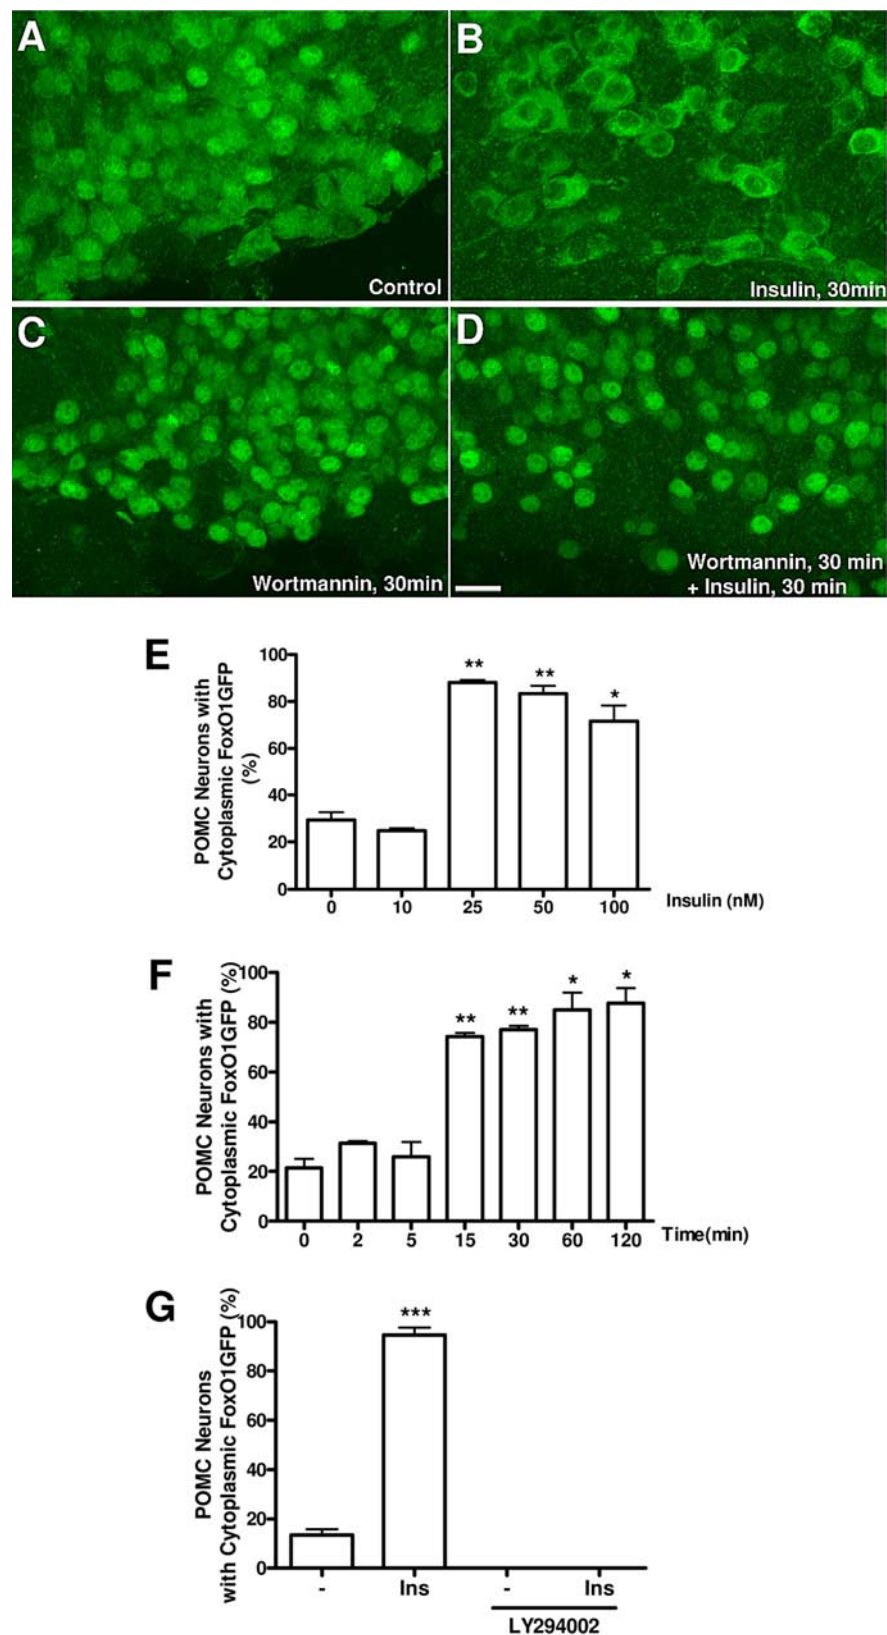 A
B
Control
Insulin, 30min
C
D
Wortmannin, 30min
Wortmannin, 30 min
+ Insulin, 30 min
E
POMC Neurons with
Cytoplasmic FoxO1GFP
(%)
100
80
60
40
20
0
** ** *
0 10 25 50 100
Insulin (nM)
F
POMC Neurons with
Cytoplasmic FoxO1GFP (%)
100
80
60
40
20
0
** ** * *
0 2 5 15 30 60 120
Time(min)
G
POMC Neurons
with Cytoplasmic FoxO1GFP (%)
100
80
60
40
20
0
***
- Ins - Ins
LY294002